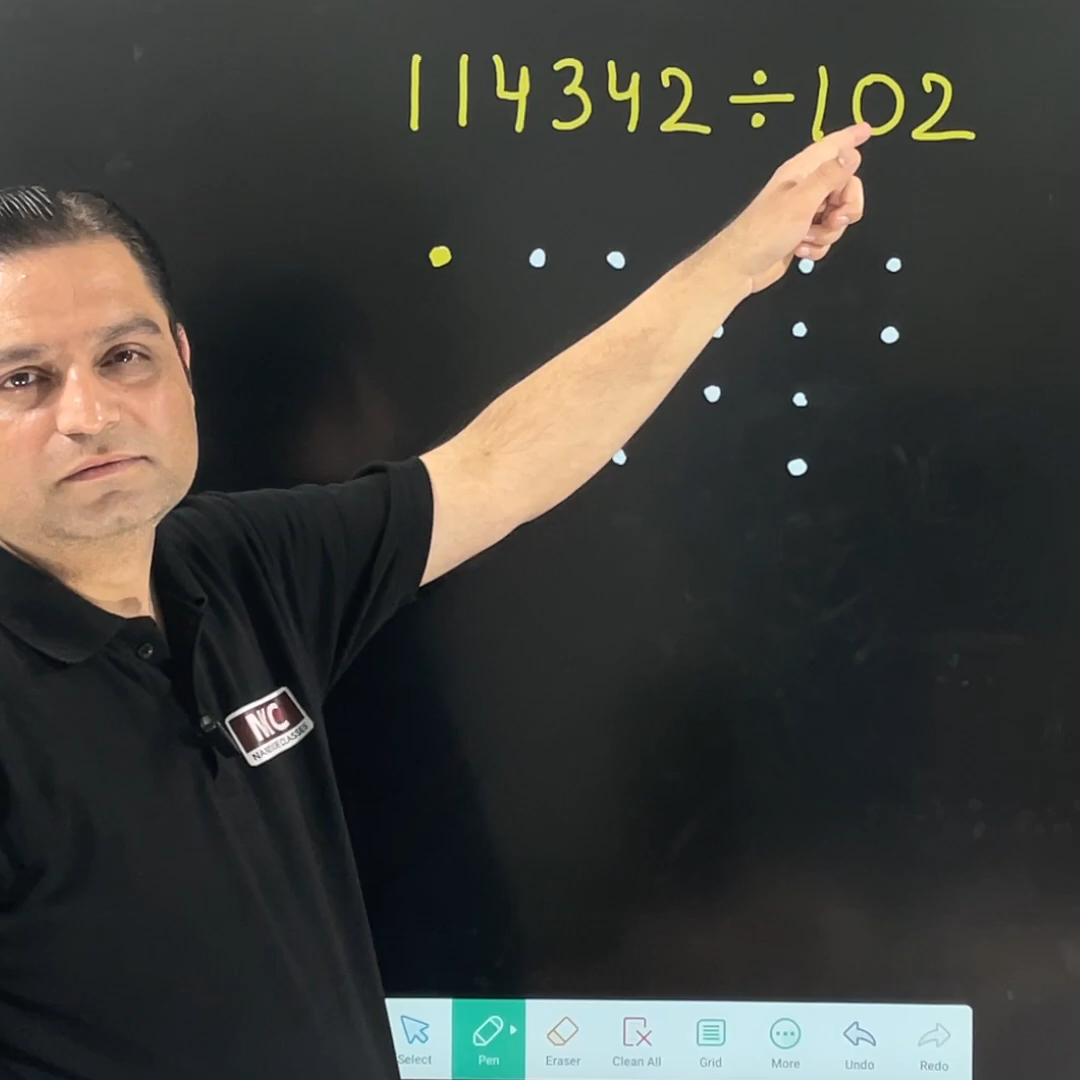 114342÷102
NC
Select
Pen
Eraser
Clean All
Grid
More
Undo
Redo